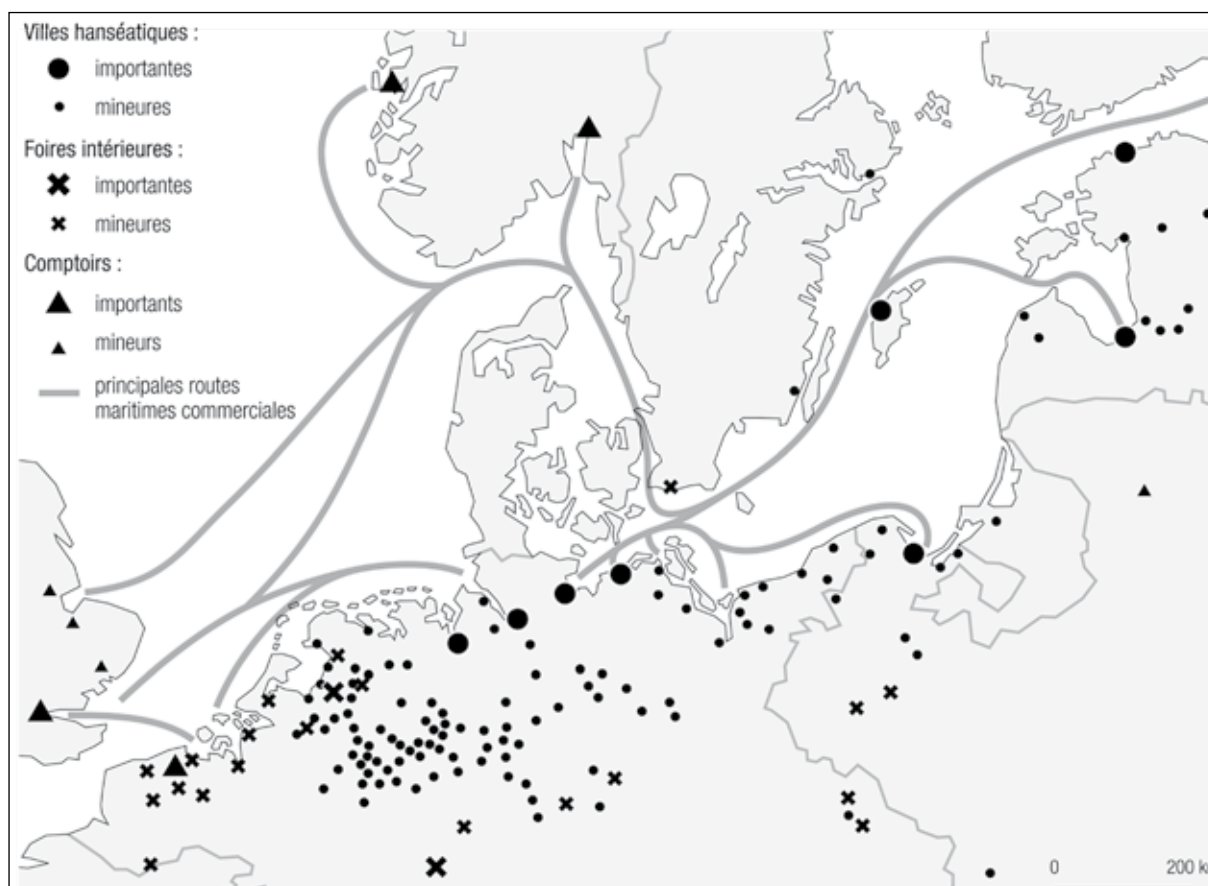 Villes hanséatiques :
importantes
mineures
Foires intérieures :
importantes
mineures
Comptoirs :
importants
mineurs
principales routes
maritimes commerciales
0 200 k